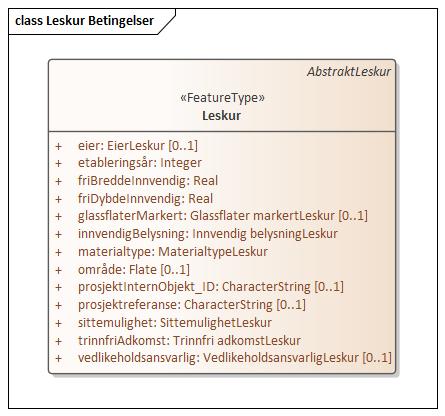 class Leskur Betingelser
AbstraktLeskur
«FeatureType»
Leskur
+ eier: EierLeskur [0..1]
+ etableringsår: Integer
+ friBreddeInnvendig: Real
+ friDybdeInnvendig: Real
+ glassflaterMarkert: Glassflater markertLeskur [0..1]
+ innvendigBelysning: Innvendig belysningLeskur
+ materialtype: MaterialtypeLeskur
+ område: Flate [0..1]
+ prosjektInternObjekt_ID: CharacterString [0..1]
+ prosjektreferanse: CharacterString [0..1]
+ sittemulighet: SittemulighetLeskur
+ trinnfriAdkomst: Trinnfri adkomstLeskur
+ vedlikeholdsansvarlig: VedlikeholdsansvarligLeskur [0..1]